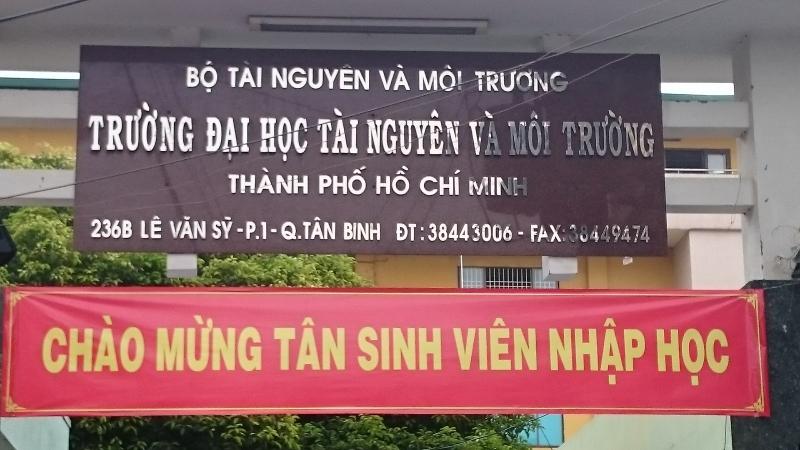 BỘ TÀI NGUYÊN VÀ MÔI TRƯỜNG
TRƯỜNG ĐẠI HỌC TÀI NGUYÊN VÀ MÔI TRƯỜNG
THÀNH PHỐ HỒ CHÍ MINH
236B LÊ VĂN SỸ - P.1 - Q.TÂN BINH ĐT: 38443006 - FAX: 38449474
CHÀO MỪNG TÂN SINH VIÊN NHẬP HỌC